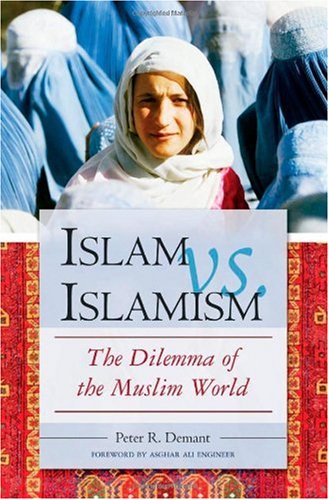 ISLAM
vs.
ISLAMISM
The Dilemma of
the Muslim World
Peter R. Demant
FOREWORD BY ASGHAR ALI ENGINEER